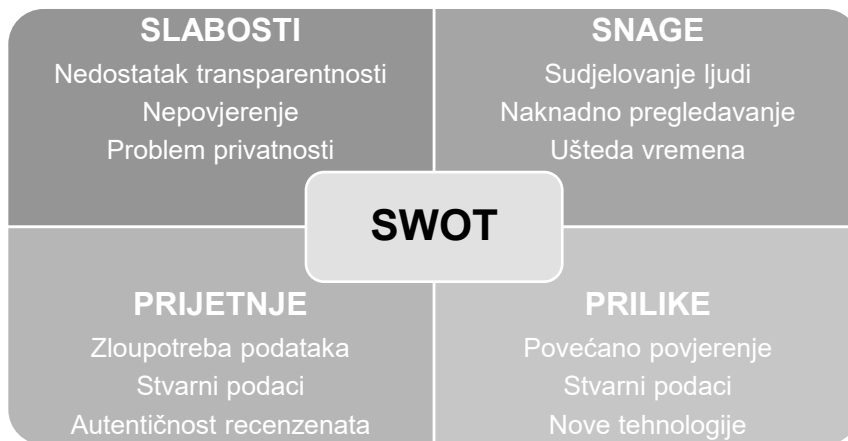 SLABOSTI
Nedostatak transparentnosti
Nepovjerenje
Problem privatnosti
SNAGE
Sudjelovanje ljudi
Naknadno pregledavanje
Ušteda vremena
SWOT
PRIJETNJE
Zloupotreba podataka
Stvarni podaci
Autentičnost recenzenata
PRILIKE
Povećano povjerenje
Stvarni podaci
Nove tehnologije